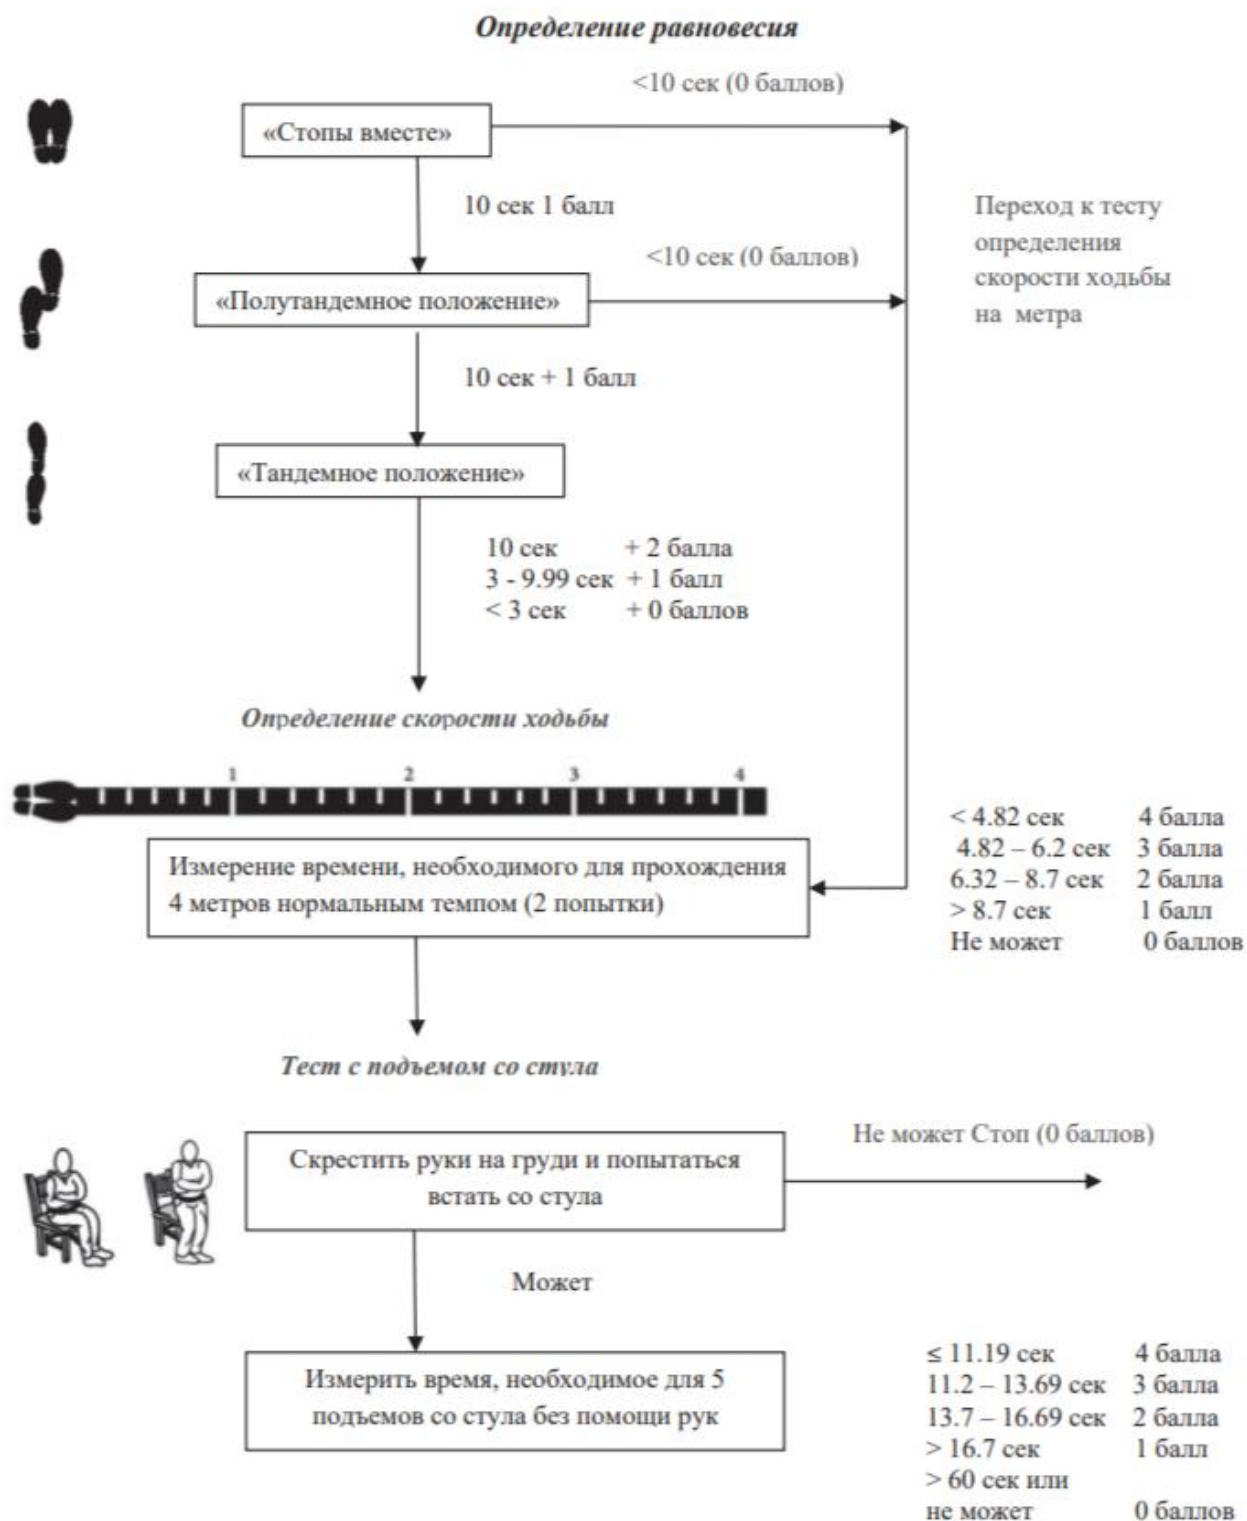 Определение равновесия
<10 сек (0 баллов)
«Стопы вместе»
10 сек 1 балл
Переход к тесту
определения
скорости ходьбы
на метра
<10 сек (0 баллов)
«Полутандемное положение»
10 сек + 1 балл
«Тандемное положение»
10 сек + 2 балла
3 - 9.99 сек + 1 балл
< 3 сек + 0 баллов
Определение скорости ходьбы
1 2 3 4
Измерение времени, необходимого для прохождения
4 метров нормальным темпом (2 попытки)
< 4.82 сек 4 балла
4.82 – 6.2 сек 3 балла
6.32 – 8.7 сек 2 балла
> 8.7 сек 1 балл
Не может 0 баллов
Тест с подъемом со стула
Скрестить руки на груди и попытаться
встать со стула
Не может Стоп (0 баллов)
Может
Измерить время, необходимое для 5
подъемов со стула без помощи рук
≤ 11.19 сек 4 балла
11.2 – 13.69 сек 3 балла
13.7 – 16.69 сек 2 балла
> 16.7 сек 1 балл
> 60 сек или
не может 0 баллов